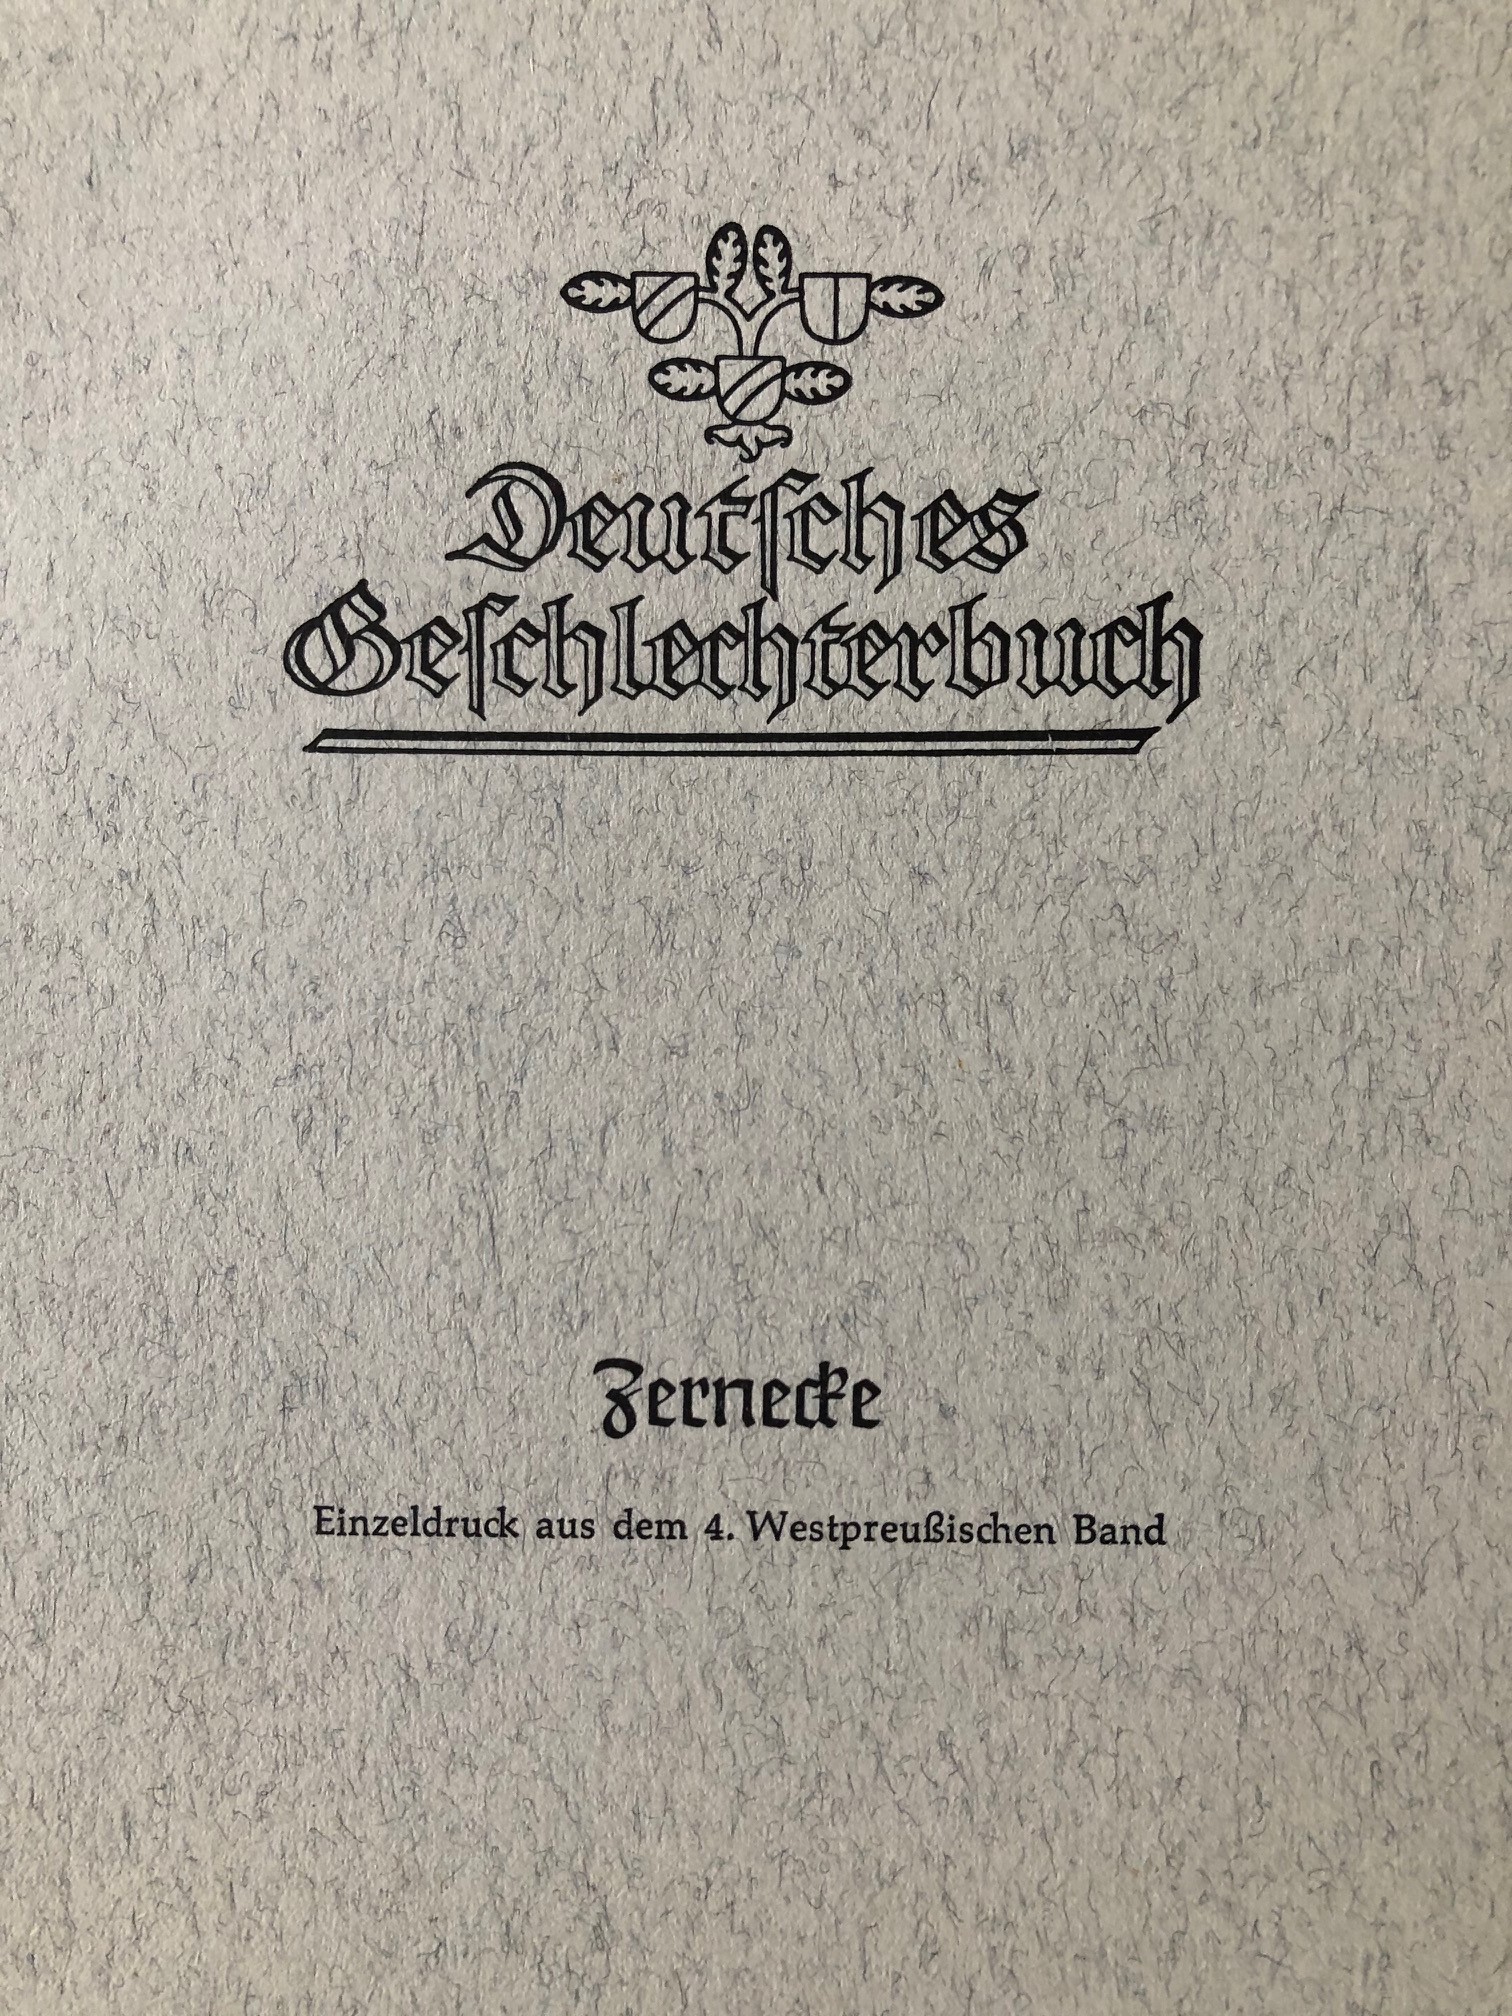 Deutſches
Geſchlechterbuch
Zernecke
Einzeldruck aus dem 4. Westpreußischen Band